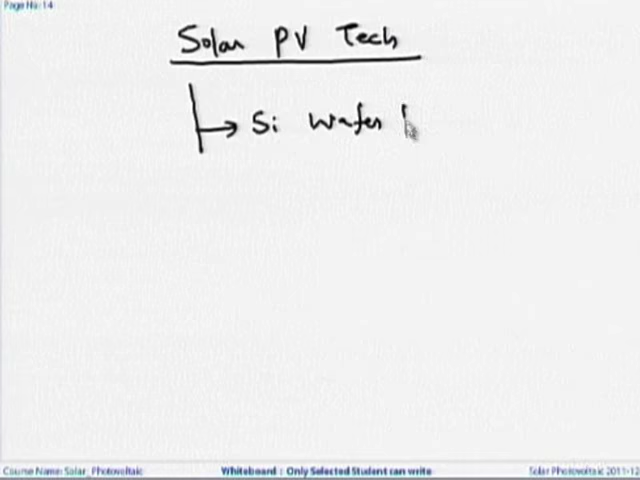 Page No: 14
Solar PV Tech
Si Wafer
Course Name: Solar_Photovoltaic Whiteboard : Only Selected Student can write Solar Photovoltaic 2011-12